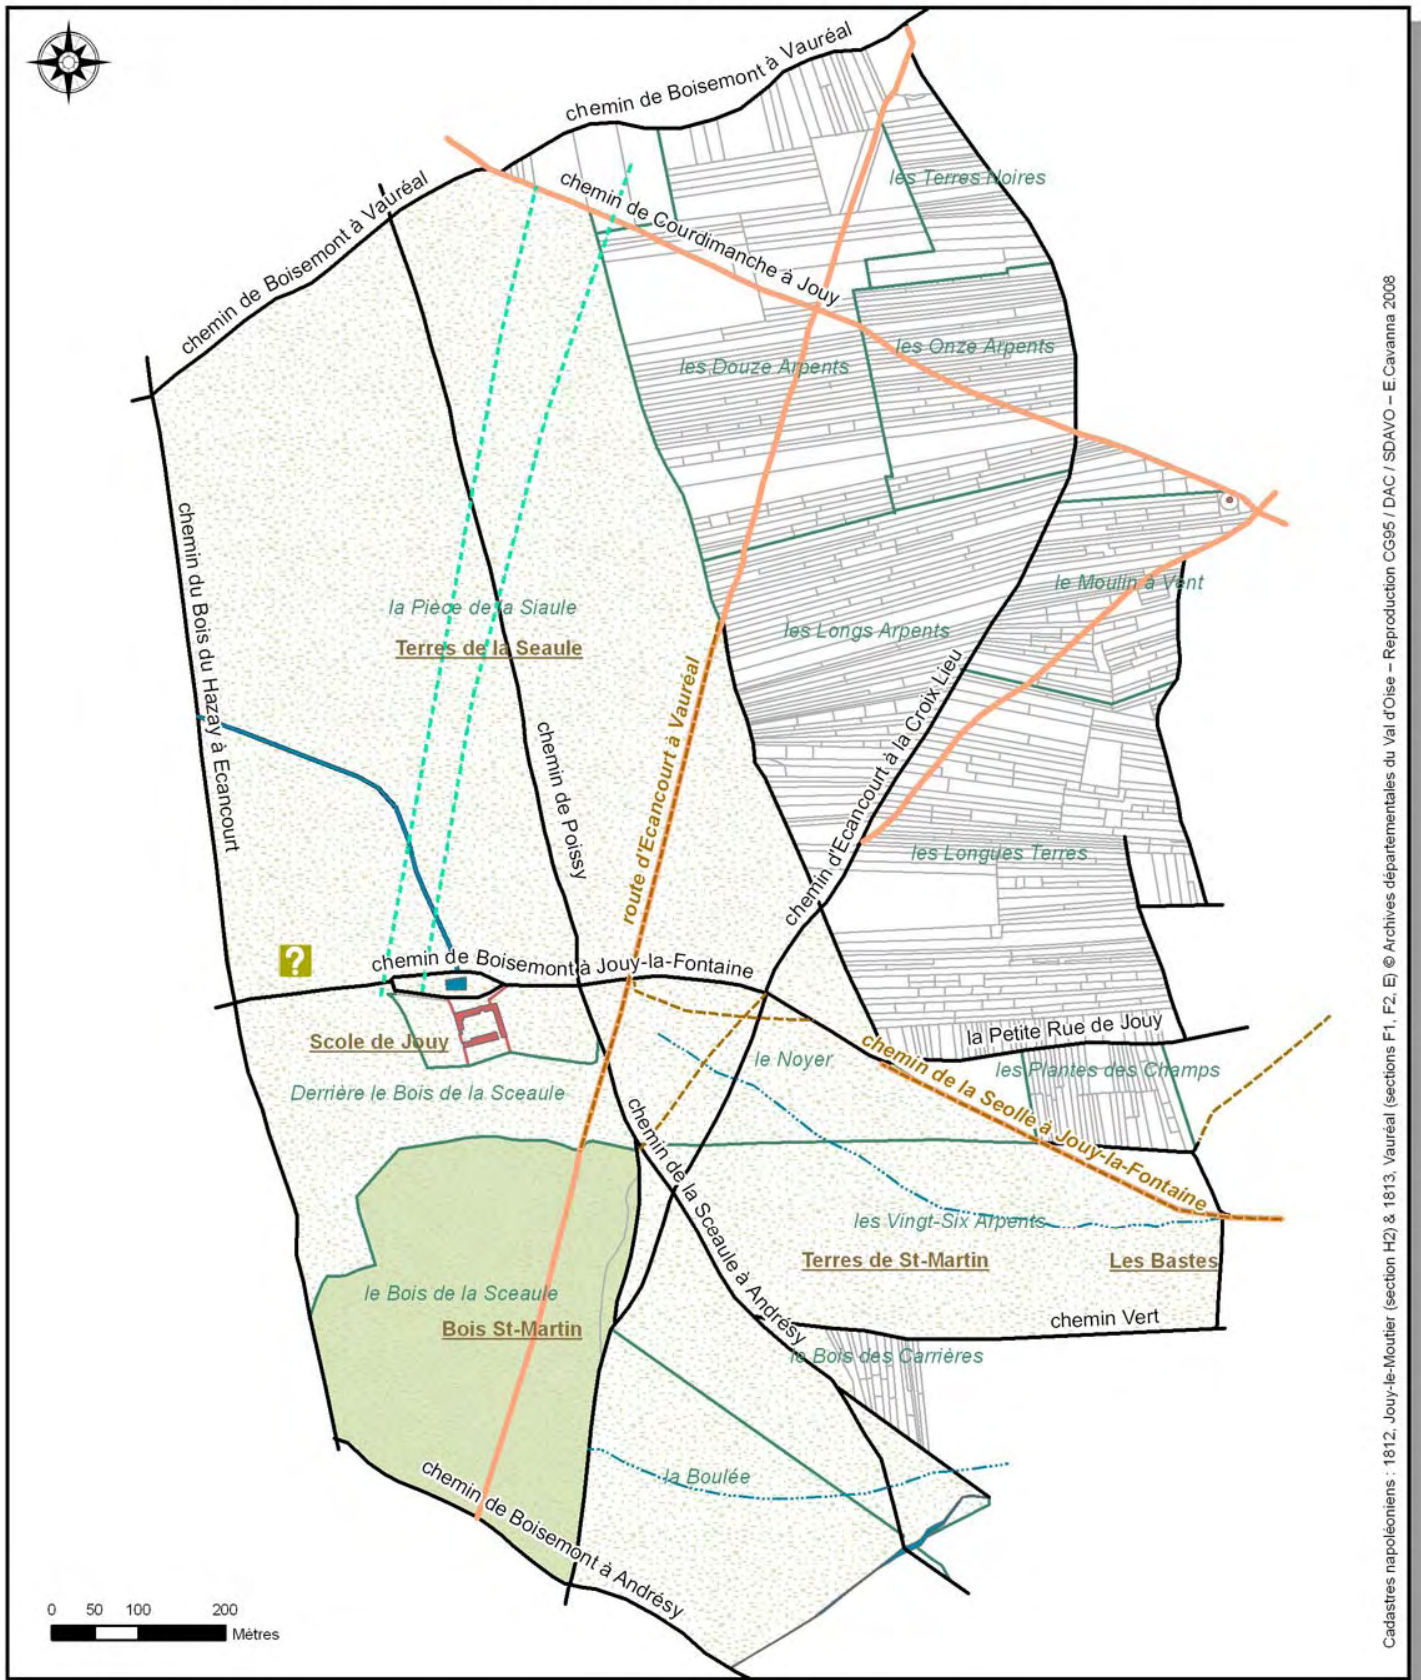 chemin de Boisemont à Vauréal
les Terres Noires
chemin de Courdimanche à Jouy
chemin de Boisemont à Vauréal
les Onze Arpents
les Douze Arpents
chemin du Bois du Hazay à Ecancourt
le Moulin à Vent
la Pièce de la Siaule
les Longs Arpents
Terres de la Seaule
route d'Ecancourt à Vauréal
chemin d'Ecancourt à la Croix Lieu
chemin de Poissy
les Longues Terres
?
chemin de Boisemont à Jouy-la-Fontaine
Scole de Jouy
la Petite Rue de Jouy
le Noyer
chemin de la Seolle à Jouy-la-Fontaine
les Plantes des Champs
Derrière le Bois de la Sceaule
chemin de la Sceaule à Andrésy
les Vingt-Six Arpents
Terres de St-Martin
Les Bastes
le Bois de la Sceaule
Bois St-Martin
chemin Vert
le Bois des Carrières
la Boulée
chemin de Boisemont à Andrésy
0 50 100 200
Mètres
Cadastres napoléoniens : 1812, Jouy-le-Moutier (section H2) & 1813, Vauréal (sections F1, F2, E) © Archives départementales du Val d'Oise – Reproduction CG95 / DAC / SDAVO – E.Cavanna 2008